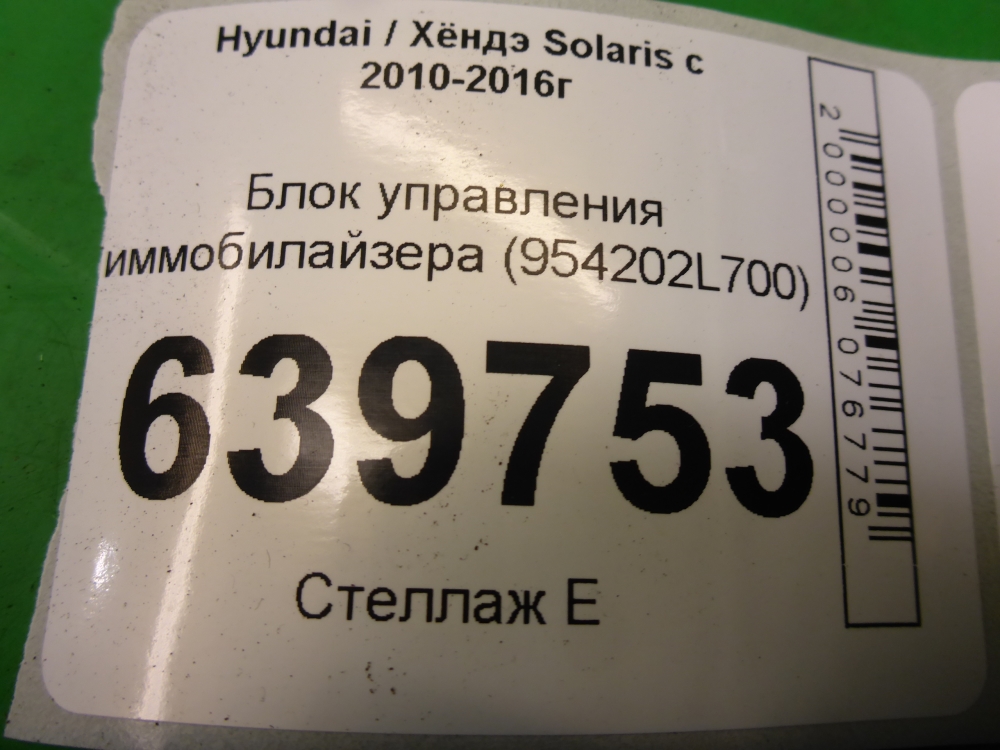 Hyundai / Хёндэ Solaris с
2010-2016г
Блок управления
иммобилайзера (954202L700)
639753
Стеллаж Е
2000006076779